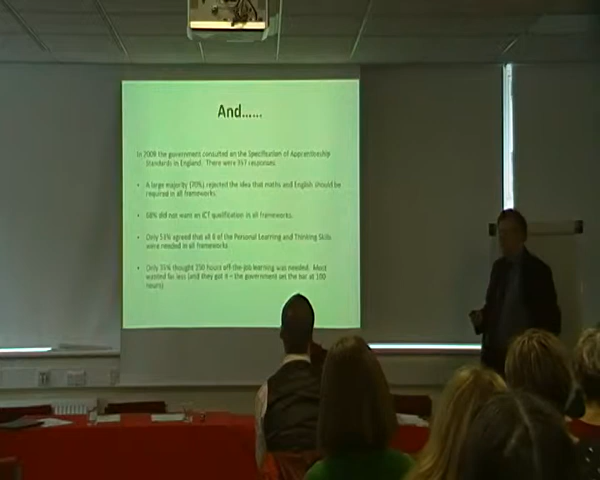 And......
In 2008 the government consulted on the Specification of Apprenticeship
Standards in England. There were 357 responses.
• A large majority (70%) rejected the idea that maths and English should be
required in all frameworks.
• 68% did not want an ICT qualification in all frameworks.
• Only 53% agreed that all 6 of the Personal Learning and Thinking Skills
were needed in all frameworks.
• Only 35% thought 250 hours off-the-job learning was needed. Most
wanted far less (and they got it – the government set the bar at 100
hours)